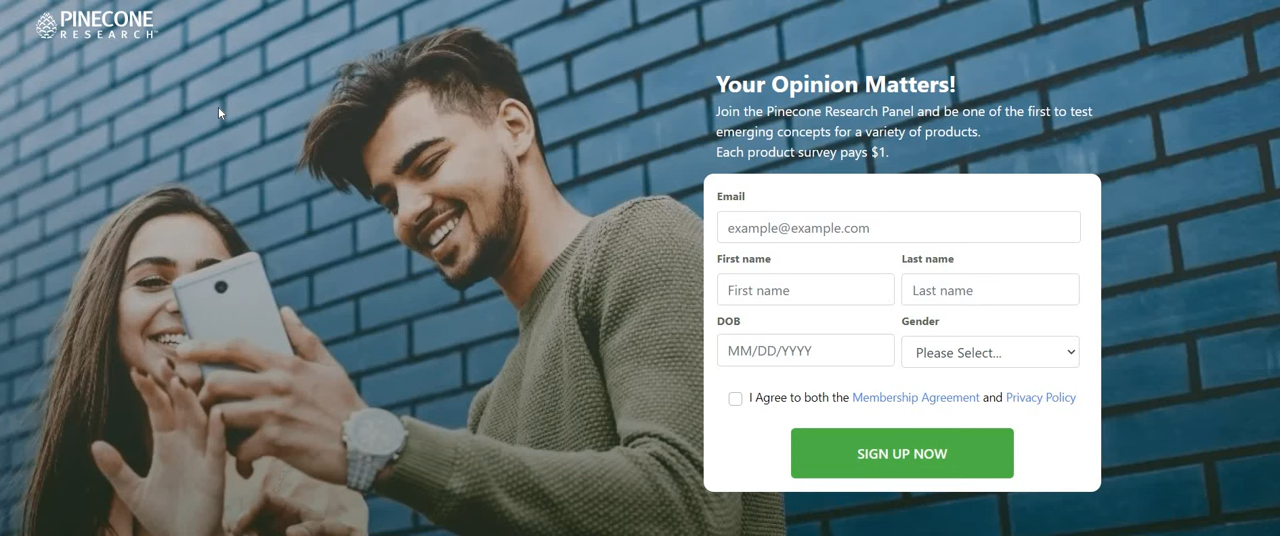 PINECONE
RESEARCH
Your Opinion Matters!
Join the Pinecone Research Panel and be one of the first to test
emerging concepts for a variety of products.
Each product survey pays $1.
Email
example@example.com
First name Last name
First name Last name
DOB Gender
MM/DD/YYYY Please Select...
I Agree to both the Membership Agreement and Privacy Policy
SIGN UP NOW